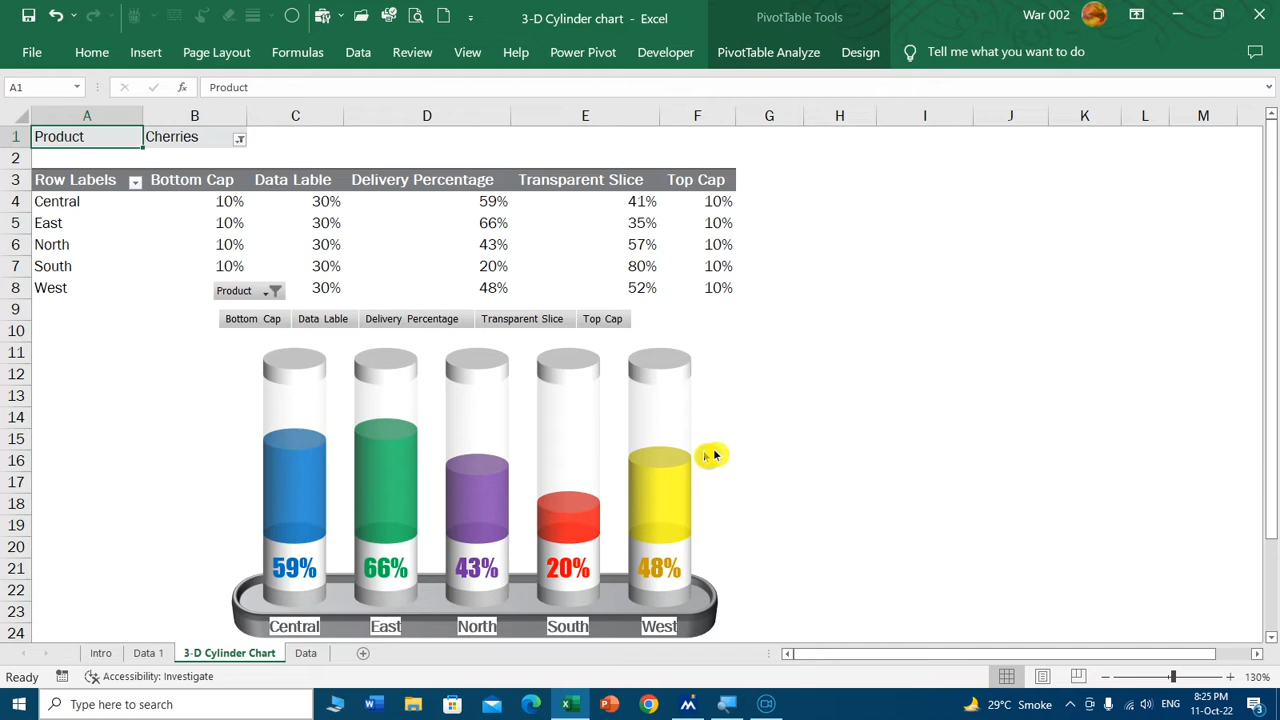 3-D Cylinder chart - Excel
PivotTable Tools
War 002
File Home Insert Page Layout Formulas Data Review View Help Power Pivot Developer PivotTable Analyze Design Tell me what you want to do
A1 fx Product
A B C D E F G H I J K L M
1 Product Cherries
2
3 Row Labels Bottom Cap Data Lable Delivery Percentage Transparent Slice Top Cap
4 Central 10% 30% 59% 41% 10%
5 East 10% 30% 66% 35% 10%
6 North 10% 30% 43% 57% 10%
7 South 10% 30% 20% 80% 10%
8 West 30% 48% 52% 10%
Product
9
Bottom Cap Data Lable Delivery Percentage Transparent Slice Top Cap
10
11
12
13
14
15
16
17
18
19
20
21
59% 66% 43% 20% 48%
22
23
24
Central East North South West
Intro Data 1 3-D Cylinder Chart Data
Ready Accessibility: Investigate 130%
Type here to search
29°C Smoke ENG 8:25 PM
11-Oct-22
3